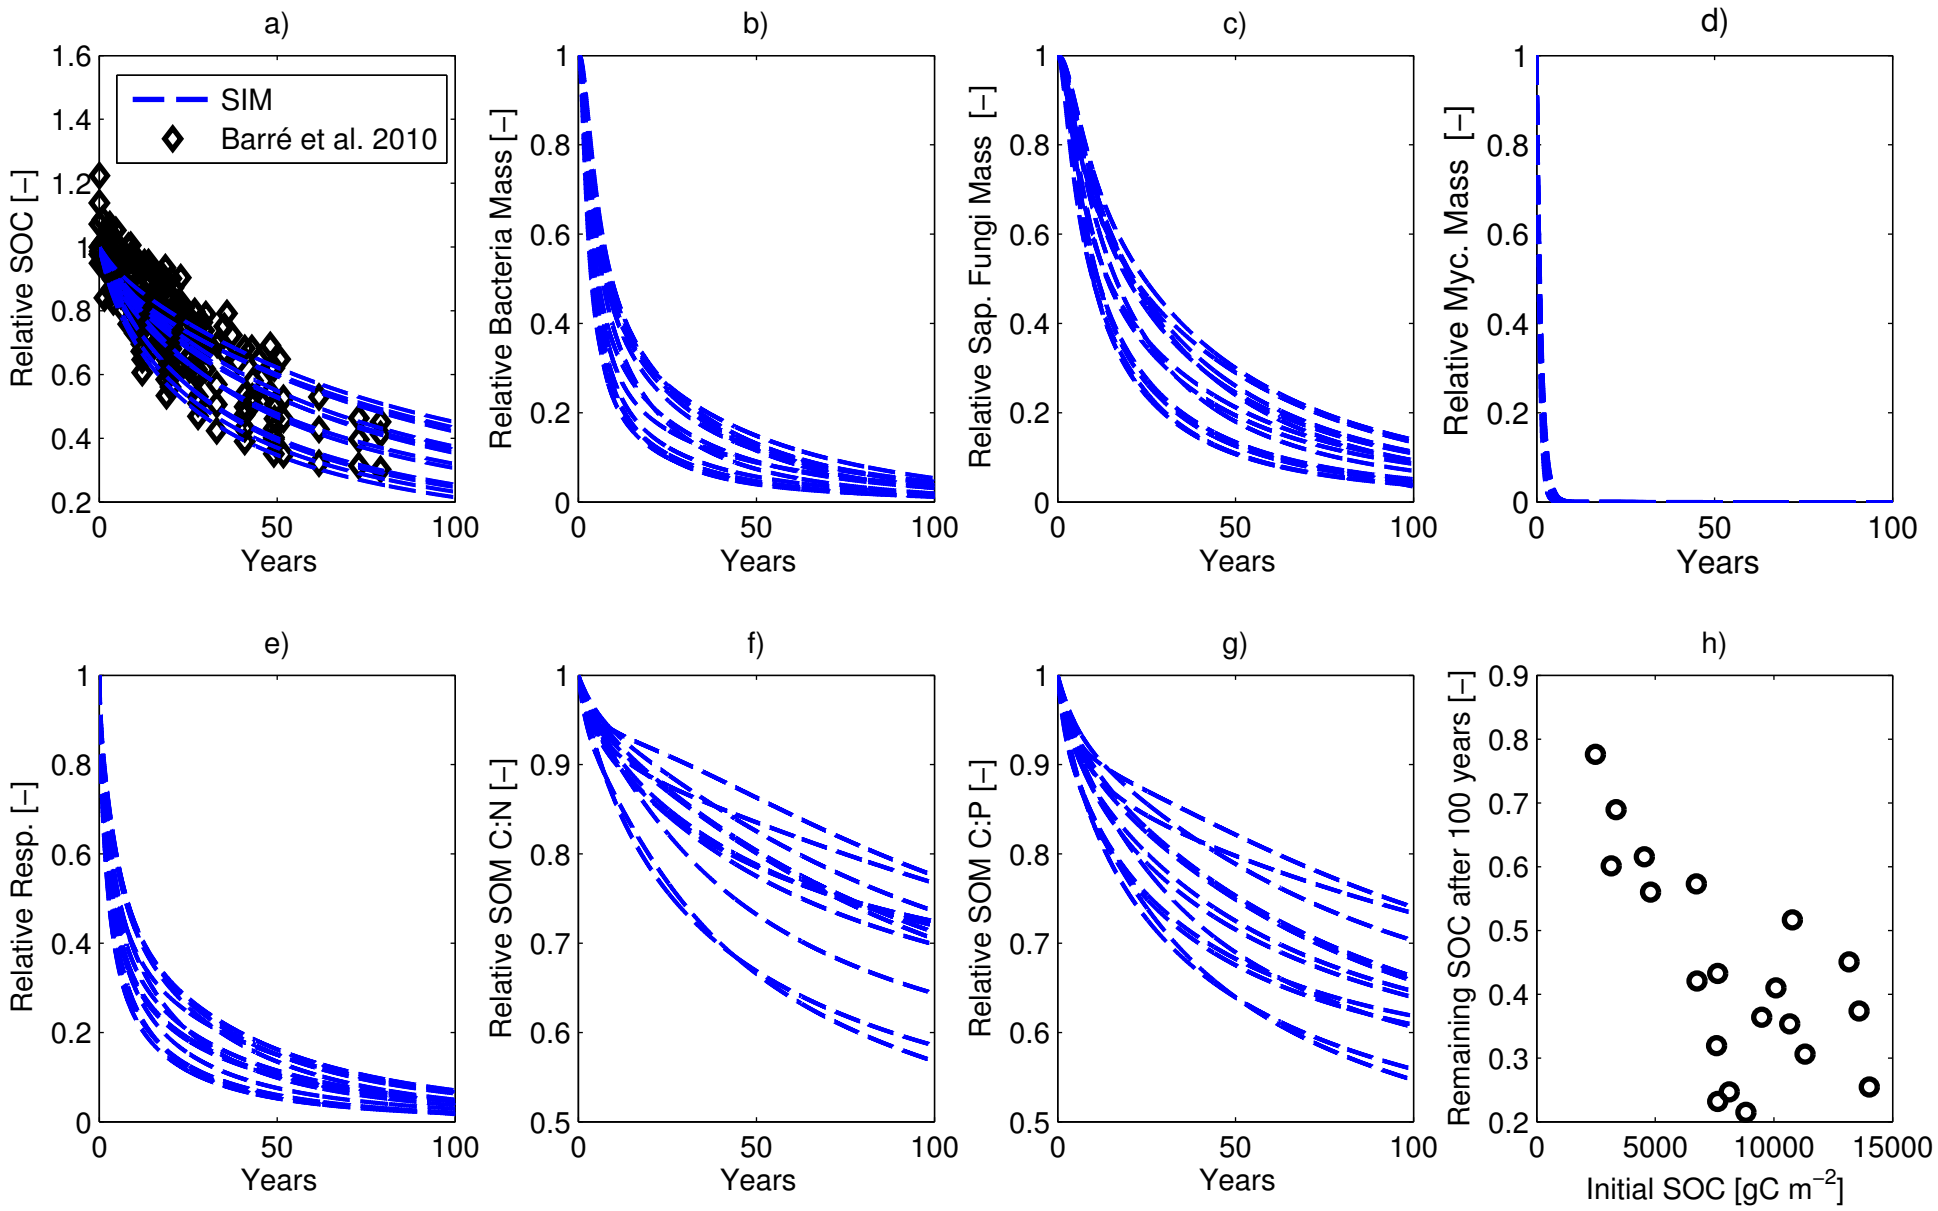 a)
b)
c)
d)
1.6
1.4
1.2
1
0.8
0.6
0.4
0.2
Relative SOC [−]
SIM
Barré et al. 2010
0
50
100
Years
1
0.8
0.6
0.4
0.2
0
Relative Bacteria Mass [−]
0
50
100
Years
1
0.8
0.6
0.4
0.2
0
Relative Sap. Fungi Mass [−]
0
50
100
Years
1
0.8
0.6
0.4
0.2
0
Relative Myc. Mass [−]
0
50
100
Years
e)
f)
g)
h)
1
0.8
0.6
0.4
0.2
0
Relative Resp. [−]
0
50
100
Years
1
0.9
0.8
0.7
0.6
0.5
Relative SOM C:N [−]
0
50
100
Years
1
0.9
0.8
0.7
0.6
0.5
Relative SOM C:P [−]
0
50
100
Years
0.9
0.8
0.7
0.6
0.5
0.4
0.3
0.2
Remaining SOC after 100 years [−]
0
5000
10000
15000
Initial SOC [gC m⁻²]